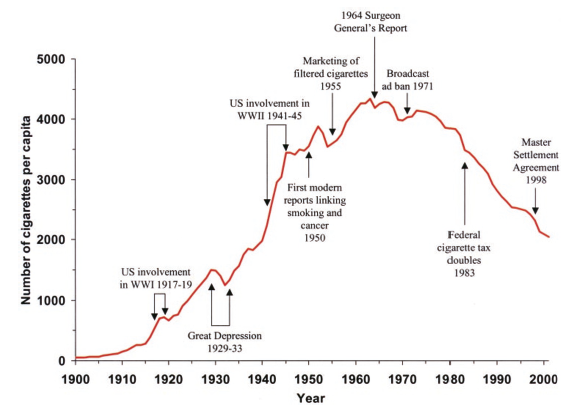 1964 Surgeon
General's Report
Marketing of
filtered cigarettes
1955
Broadcast
ad ban 1971
US involvement in
WWII 1941-45
Master
Settlement
Agreement
1998
First modern
reports linking
smoking and
cancer
1950
Federal
cigarette tax
doubles
1983
US involvement
in WWI 1917-19
Great Depression
1929-33
Number of cigarettes per capita
5000
4000
3000
2000
1000
0
1900 1910 1920 1930 1940 1950 1960 1970 1980 1990 2000
Year